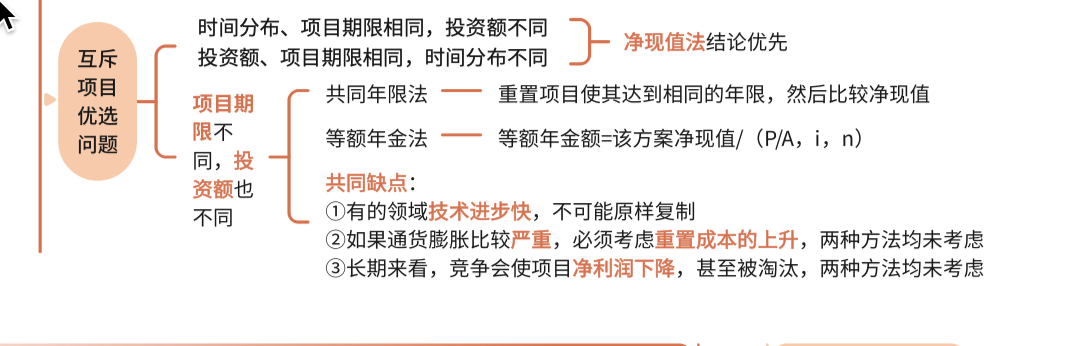 互斥
项目
优选
问题
时间分布、项目期限相同，投资额不同
投资额、项目期限相同，时间分布不同
净现值法结论优先
项目期
限不
同，投
资额也
不同
共同年限法
重置项目使其达到相同的年限，然后比较净现值
等额年金法
等额年金额=该方案净现值/（P/A，i，n）
共同缺点：
①有的领域技术进步快，不可能原样复制
②如果通货膨胀比较严重，必须考虑重置成本的上升，两种方法均未考虑
③长期来看，竞争会使项目净利润下降，甚至被淘汰，两种方法均未考虑